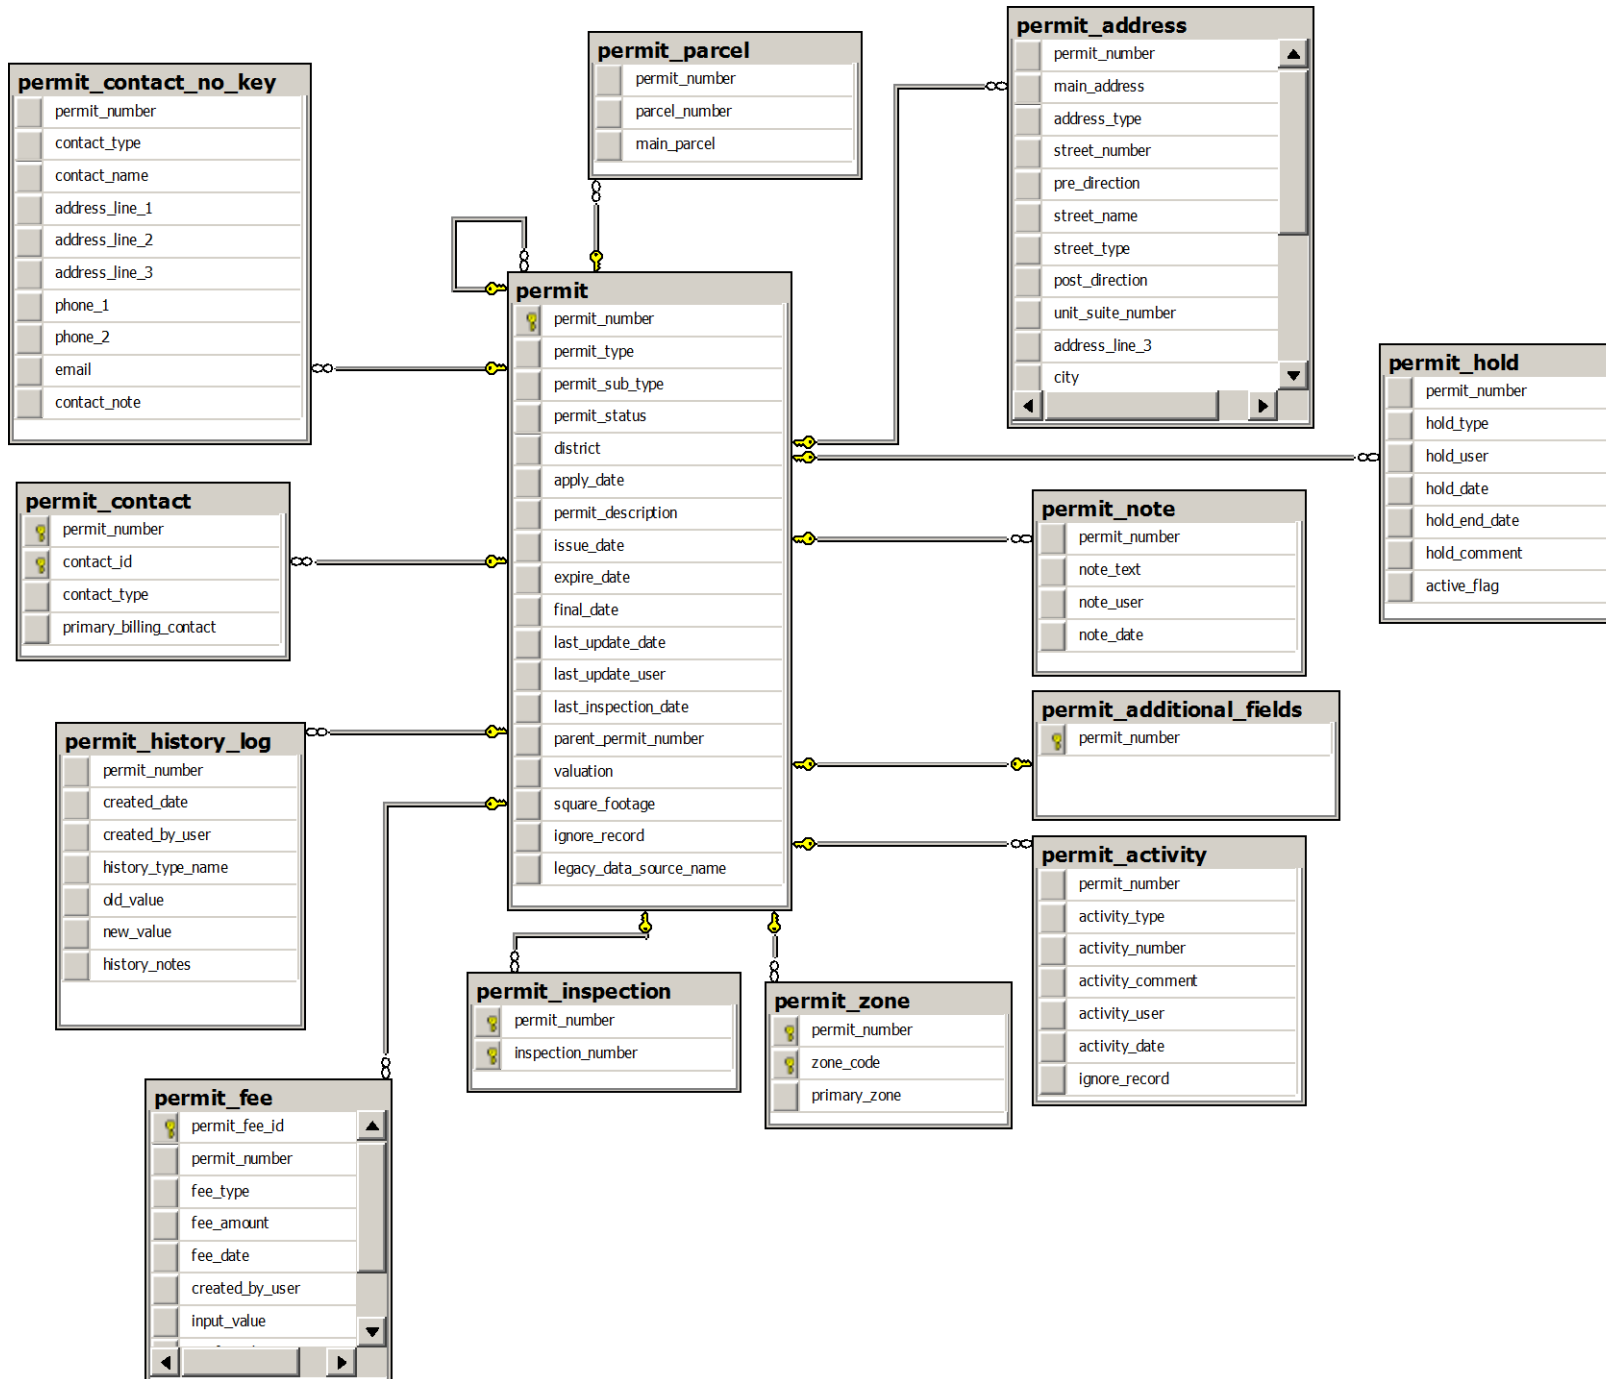 permit_contact_no_key
permit_number
contact_type
contact_name
address_line_1
address_line_2
address_line_3
phone_1
phone_2
email
contact_note
permit_parcel
permit_number
parcel_number
main_parcel
permit_address
permit_number
main_address
address_type
street_number
pre_direction
street_name
street_type
post_direction
unit_suite_number
address_line_3
city
permit
permit_number
permit_type
permit_sub_type
permit_status
district
apply_date
permit_description
issue_date
expire_date
final_date
last_update_date
last_update_user
last_inspection_date
parent_permit_number
valuation
square_footage
ignore_record
legacy_data_source_name
permit_hold
permit_number
hold_type
hold_user
hold_date
hold_end_date
hold_comment
active_flag
permit_contact
permit_number
contact_id
contact_type
primary_billing_contact
permit_note
permit_number
note_text
note_user
note_date
permit_history_log
permit_number
created_date
created_by_user
history_type_name
old_value
new_value
history_notes
permit_additional_fields
permit_number
permit_activity
permit_number
activity_type
activity_number
activity_comment
activity_user
activity_date
ignore_record
permit_inspection
permit_number
inspection_number
permit_zone
permit_number
zone_code
primary_zone
permit_fee
permit_fee_id
permit_number
fee_type
fee_amount
fee_date
created_by_user
input_value